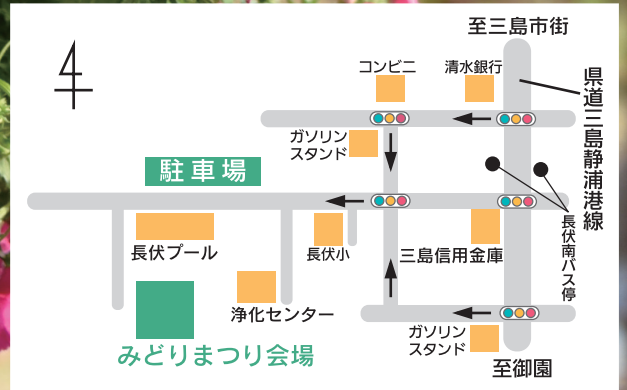 至三島市街
コンビニ
清水銀行
県道三島静浦港線
ガソリン
スタンド
駐車場
長伏南バス停
長伏プール
長伏小
三島信用金庫
浄化センター
ガソリン
スタンド
みどりまつり会場
至御園